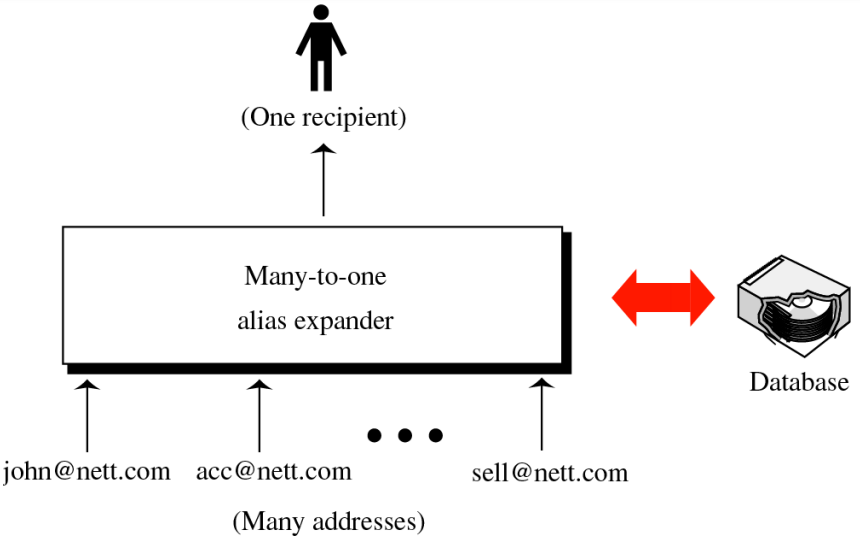 (One recipient)
Many-to-one
alias expander
Database
john@nett.com acc@nett.com sell@nett.com
(Many addresses)